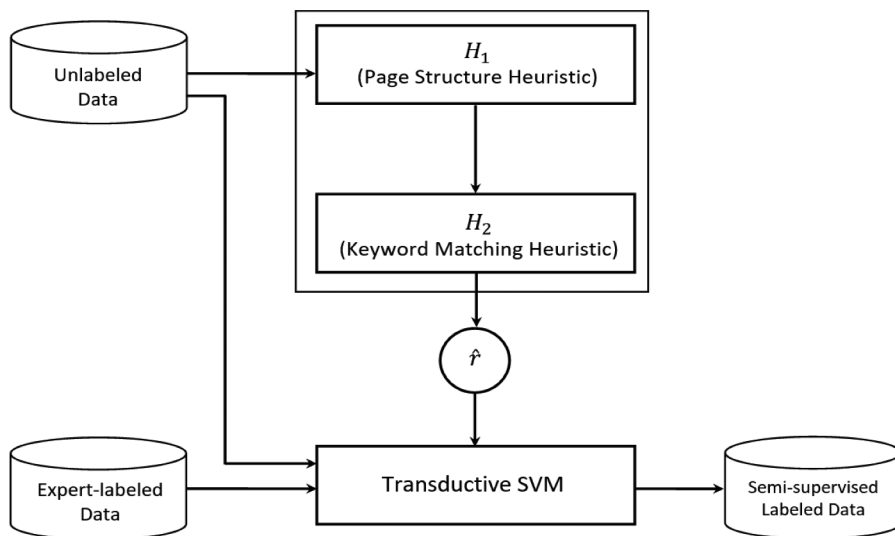 Unlabeled
Data
H₁
(Page Structure Heuristic)
H₂
(Keyword Matching Heuristic)
r̂
Expert-labeled
Data
Transductive SVM
Semi-supervised
Labeled Data